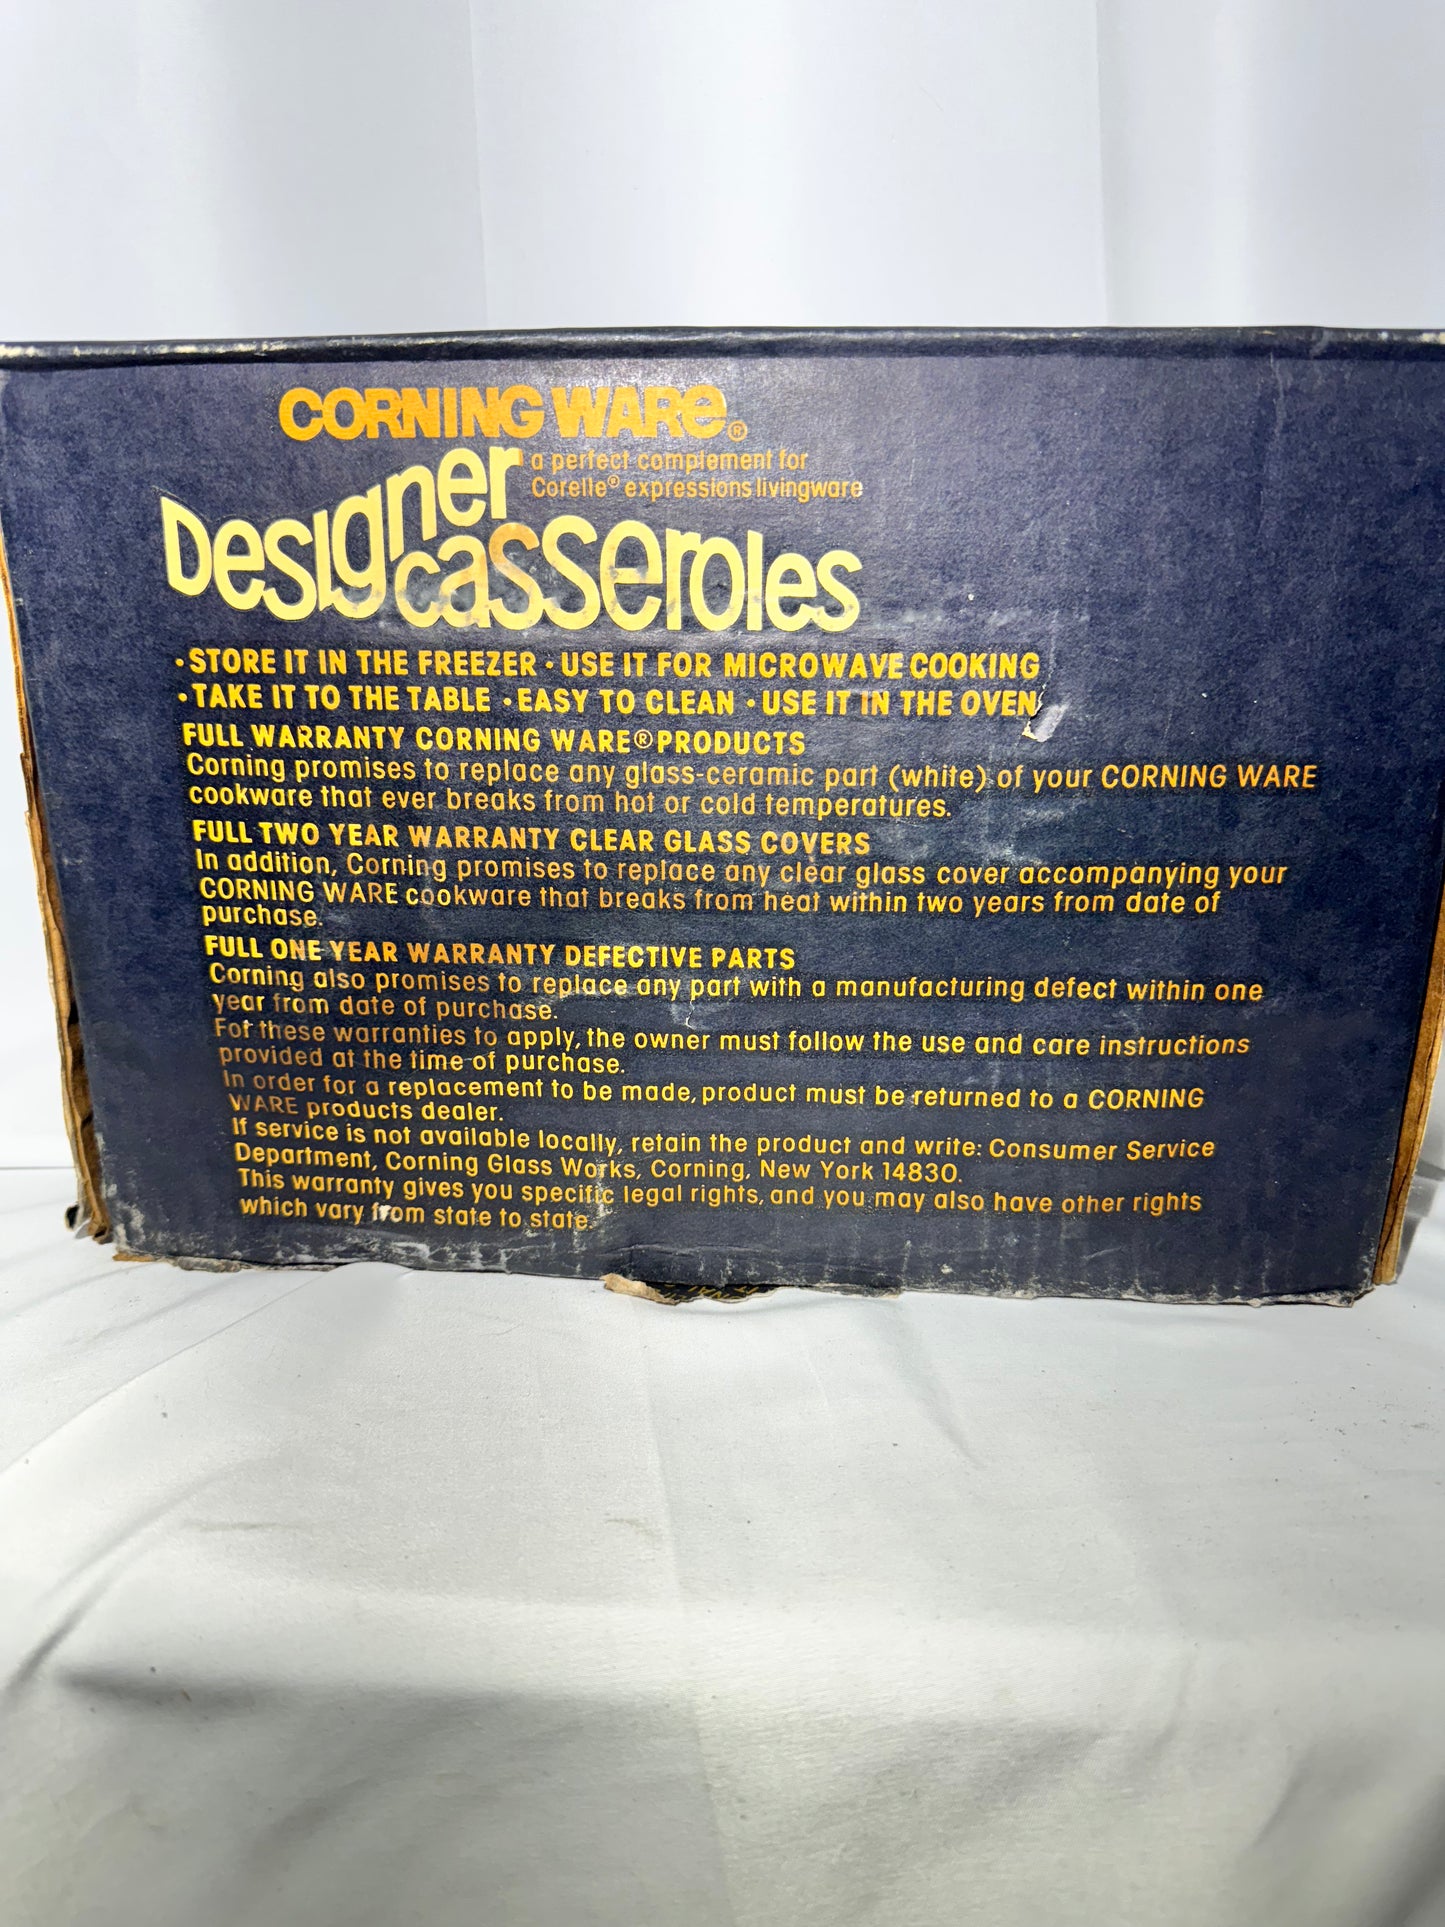 CORNING WARe®
Designer casseroles
a perfect complement for
Corelle® expressions livingware
•STORE IT IN THE FREEZER • USE IT FOR MICROWAVE COOKING
•TAKE IT TO THE TABLE •EASY TO CLEAN •USE IT IN THE OVEN
FULL WARRANTY CORNING WARE® PRODUCTS
Corning promises to replace any glass-ceramic part (white) of your CORNING WARE
cookware that ever breaks from hot or cold temperatures.
FULL TWO YEAR WARRANTY CLEAR GLASS COVERS
In addition, Corning promises to replace any clear glass cover accompanying your
CORNING WARE cookware that breaks from heat within two years from date of
purchase.
FULL ONE YEAR WARRANTY DEFECTIVE PARTS
Corning also promises to replace any part with a manufacturing defect within one
year from date of purchase.
For these warranties to apply, the owner must follow the use and care instructions
provided at the time of purchase.
In order for a replacement to be made, product must be returned to a CORNING
WARE products dealer.
If service is not available locally, retain the product and write: Consumer Service
Department, Corning Glass Works, Corning, New York 14830.
This warranty gives you specific legal rights, and you may also have other rights
which vary from state to state.